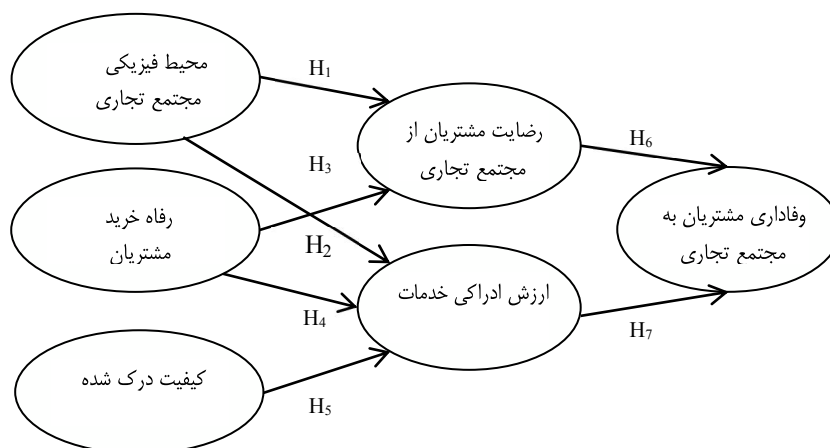 محیط فیزیکی
مجتمع تجاری
H1
رضایت مشتریان از
مجتمع تجاری
H6
H3
رفاه خرید
مشتریان
H2
وفاداری مشتریان به
مجتمع تجاری
ارزش ادراکی خدمات
H4
H7
کیفیت درک شده
H5